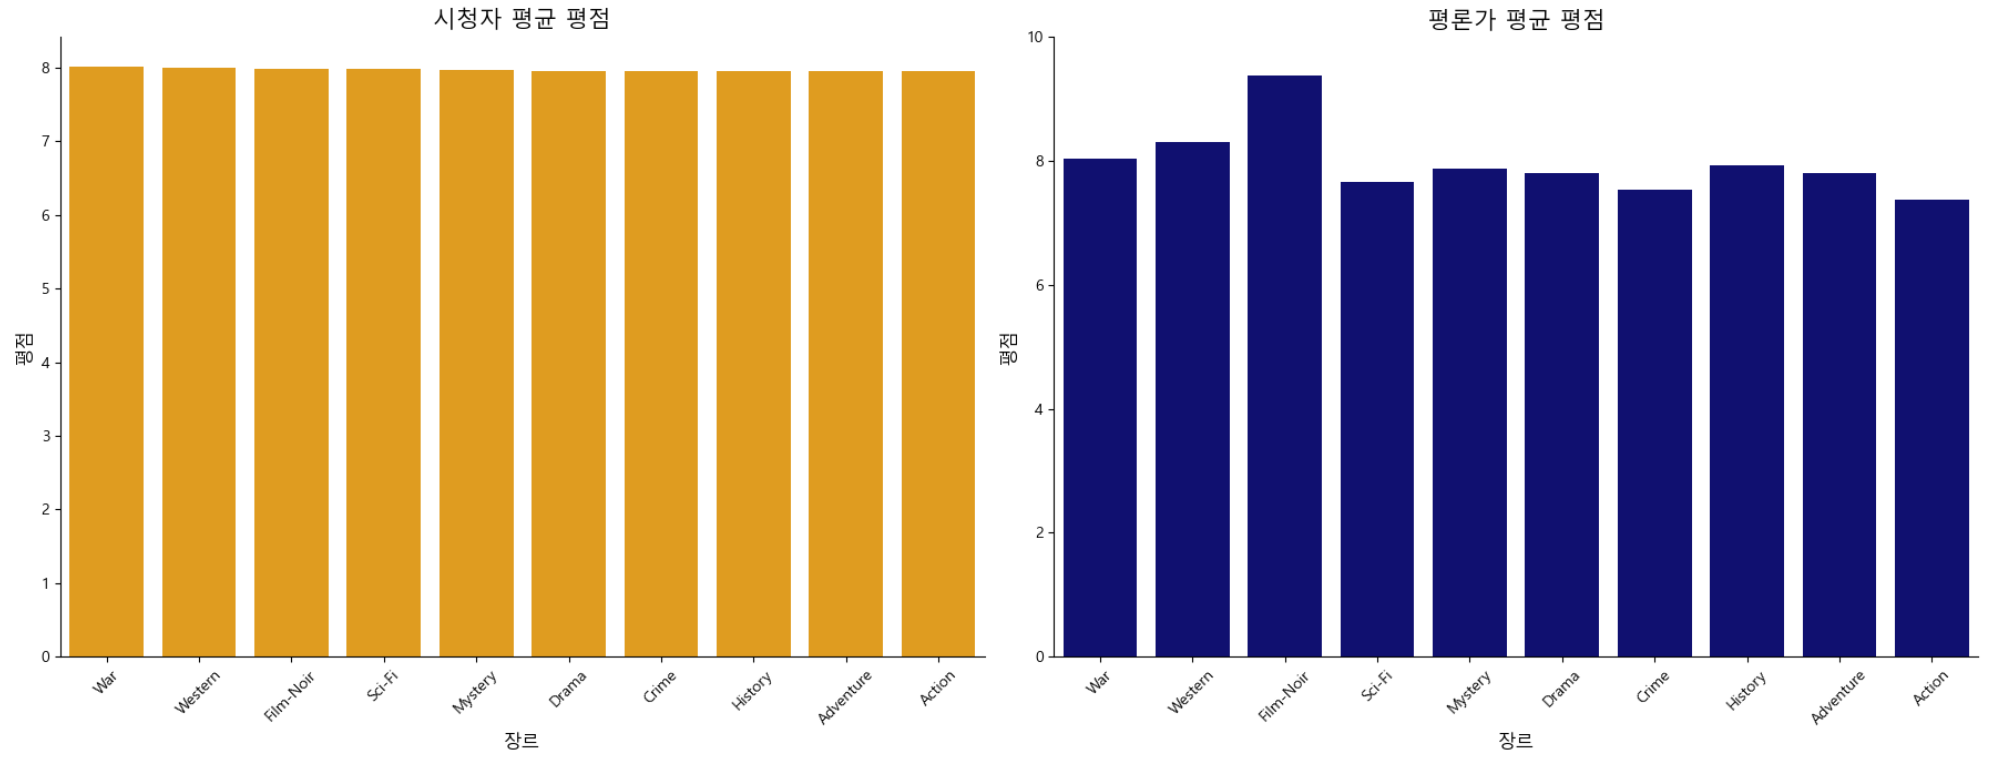 시청자 평균 평점
평점
8
7
6
5
4
3
2
1
0
War
Western
Film-Noir
Sci-Fi
Mystery
Drama
Crime
History
Adventure
Action
장르
평론가 평균 평점
평점
10
8
6
4
2
0
War
Western
Film-Noir
Sci-Fi
Mystery
Drama
Crime
History
Adventure
Action
장르